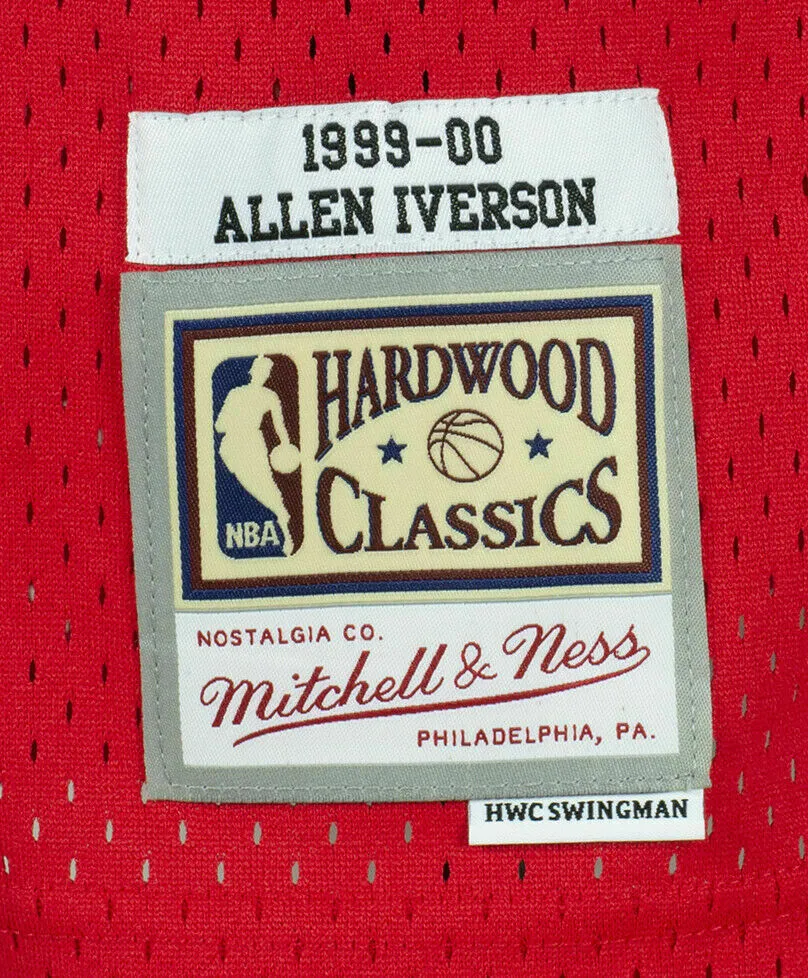 1999-00
ALLEN IVERSON
HARDWOOD
CLASSICS
NBA
NOSTALGIA CO.
Mitchell & Ness
PHILADELPHIA, PA.
HWC SWINGMAN